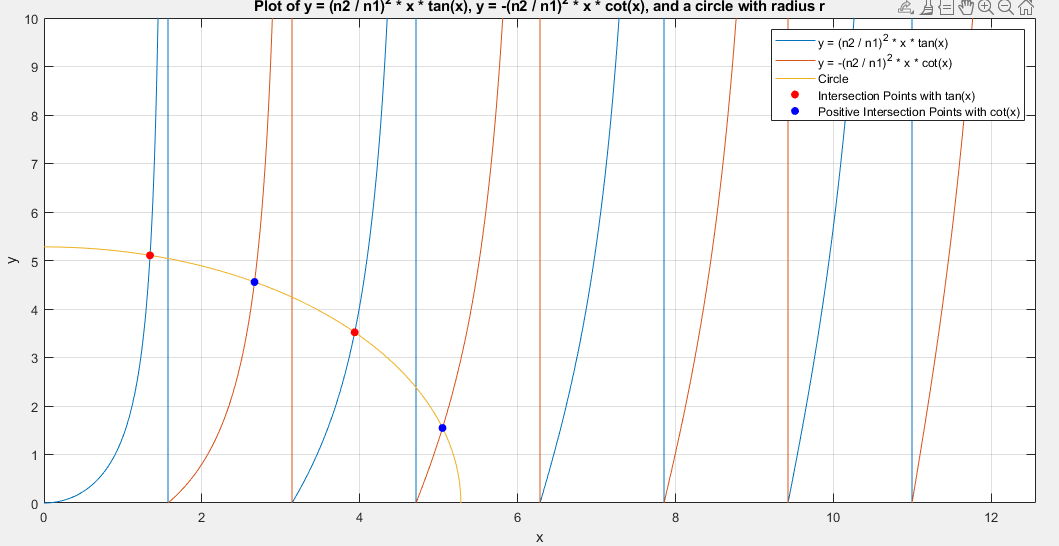 Plot of y = (n2 / n1)² * x * tan(x), y = -(n2 / n1)² * x * cot(x), and a circle with radius r
y = (n2 / n1)² * x * tan(x)
y = -(n2 / n1)² * x * cot(x)
Circle
Intersection Points with tan(x)
Positive Intersection Points with cot(x)
10
9
8
7
6
5
4
3
2
1
0
y
0 2 4 6 8 10 12
x